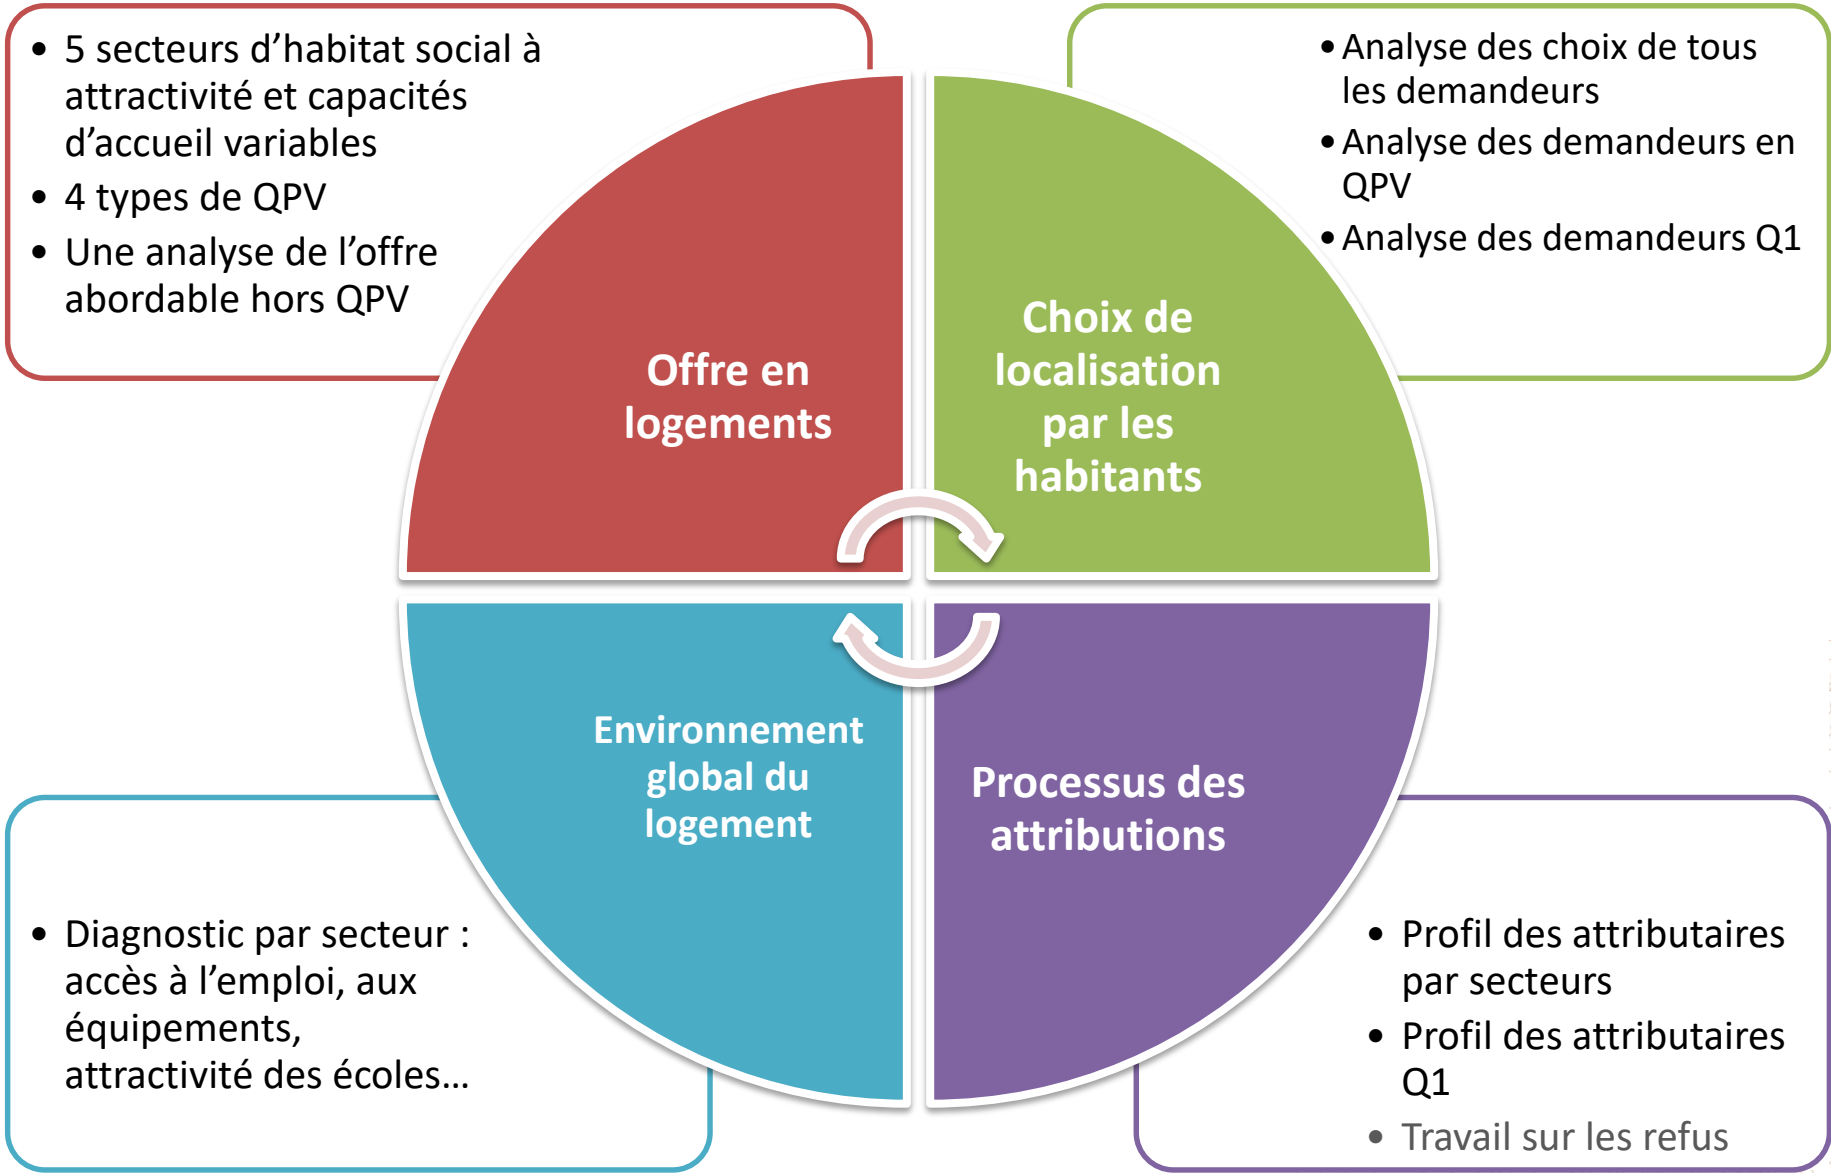 • 5 secteurs d’habitat social à
attractivité et capacités
d’accueil variables
• 4 types de QPV
• Une analyse de l’offre
abordable hors QPV
• Analyse des choix de tous
les demandeurs
• Analyse des demandeurs en
QPV
• Analyse des demandeurs Q1
Offre en
logements
Choix de
localisation
par les
habitants
Environnement
global du
logement
Processus des
attributions
• Diagnostic par secteur :
accès à l’emploi, aux
équipements,
attractivité des écoles…
• Profil des attributaires
par secteurs
• Profil des attributaires
Q1
• Travail sur les refus